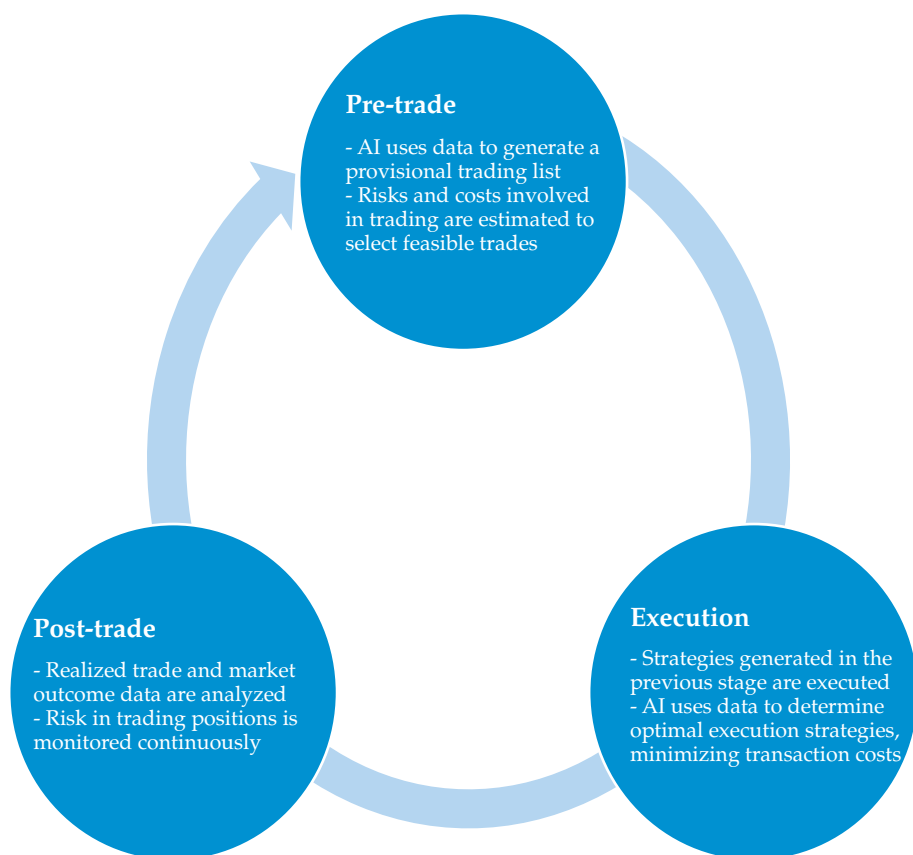 Pre-trade
- AI uses data to generate a
provisional trading list
- Risks and costs involved
in trading are estimated to
select feasible trades
Execution
- Strategies generated in the
previous stage are executed
- AI uses data to determine
optimal execution strategies,
minimizing transaction costs
Post-trade
- Realized trade and market
outcome data are analyzed
- Risk in trading positions is
monitored continuously